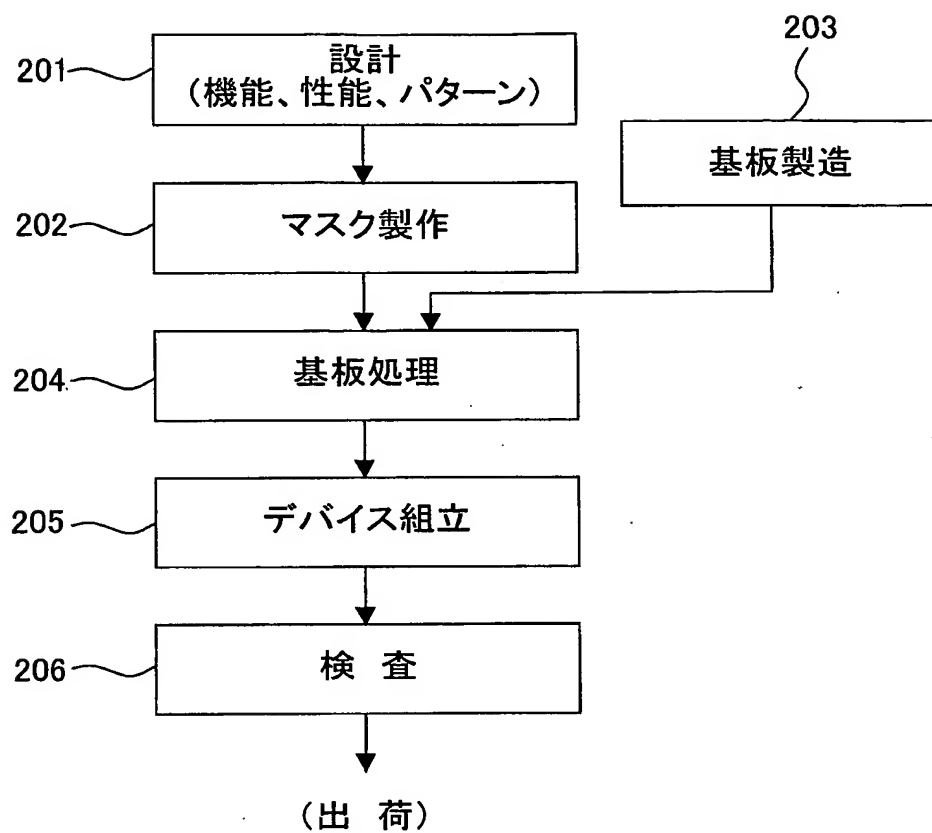 201
設計
(機能、性能、パターン)
203
基板製造
202
マスク製作
204
基板処理
205
デバイス組立
206
検 査
(出 荷)